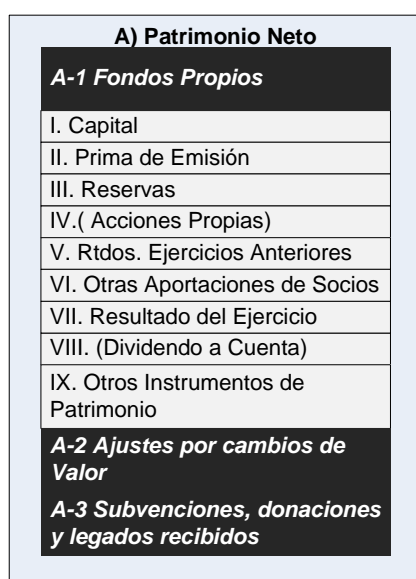 A) Patrimonio Neto
A-1 Fondos Propios
I. Capital
II. Prima de Emisión
III. Reservas
IV.( Acciones Propias)
V. Rtdos. Ejercicios Anteriores
VI. Otras Aportaciones de Socios
VII. Resultado del Ejercicio
VIII. (Dividendo a Cuenta)
IX. Otros Instrumentos de
Patrimonio
A-2 Ajustes por cambios de
Valor
A-3 Subvenciones, donaciones
y legados recibidos